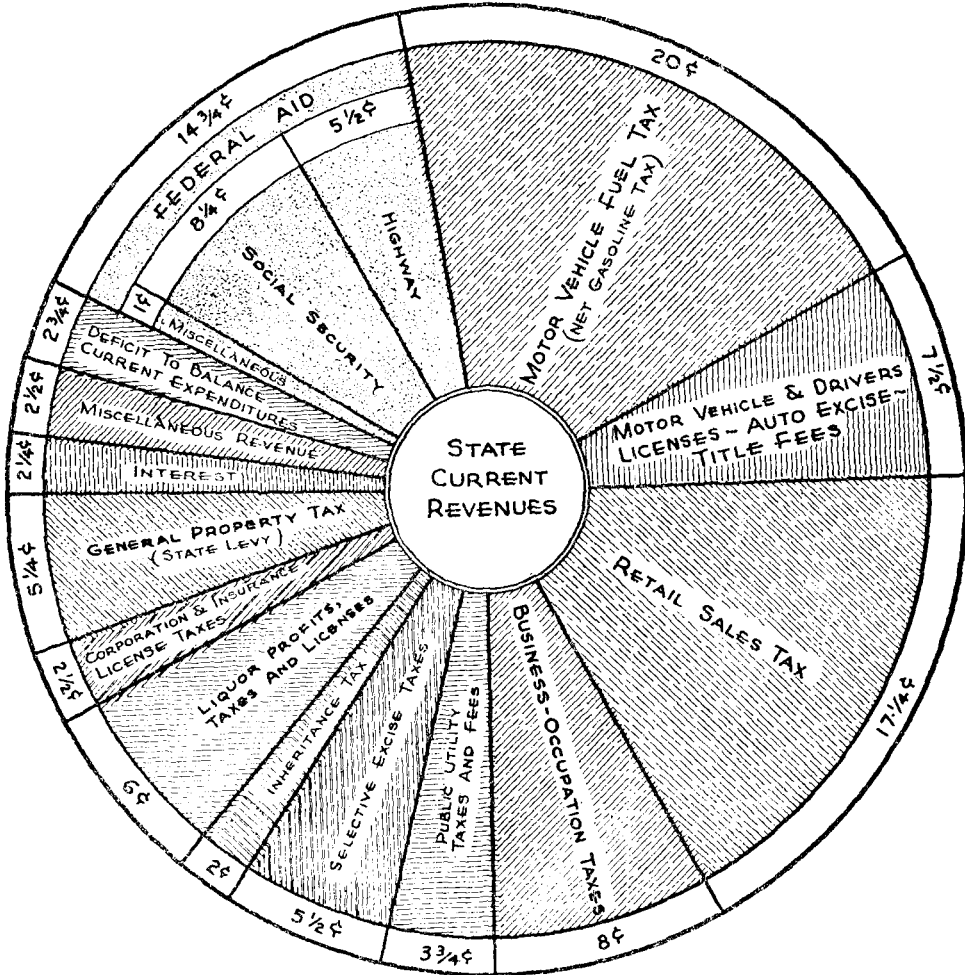 STATE
CURRENT
REVENUES
20¢
MOTOR VEHICLE FUEL TAX
(NET GASOLINE TAX)
7½¢
MOTOR VEHICLE & DRIVERS
LICENSES - AUTO EXCISE -
TITLE FEES
17¼¢
RETAIL SALES TAX
8¢
BUSINESS-OCCUPATION TAXES
3¾¢
PUBLIC UTILITY
TAXES AND FEES
5½¢
SELECTIVE EXCISE TAXES
2¢
INHERITANCE TAX
6¢
LIQUOR PROFITS,
TAXES AND LICENSES
2½¢
CORPORATION & INSURANCE
LICENSE TAXES
5¼¢
GENERAL PROPERTY TAX
(STATE LEVY)
2¼¢
INTEREST
2½¢
MISCELLANEOUS REVENUE
2¾¢
DEFICIT TO BALANCE
CURRENT EXPENDITURES
14¾¢
FEDERAL AID
1¢
MISCELLANEOUS
8¼¢
SOCIAL SECURITY
5½¢
HIGHWAY